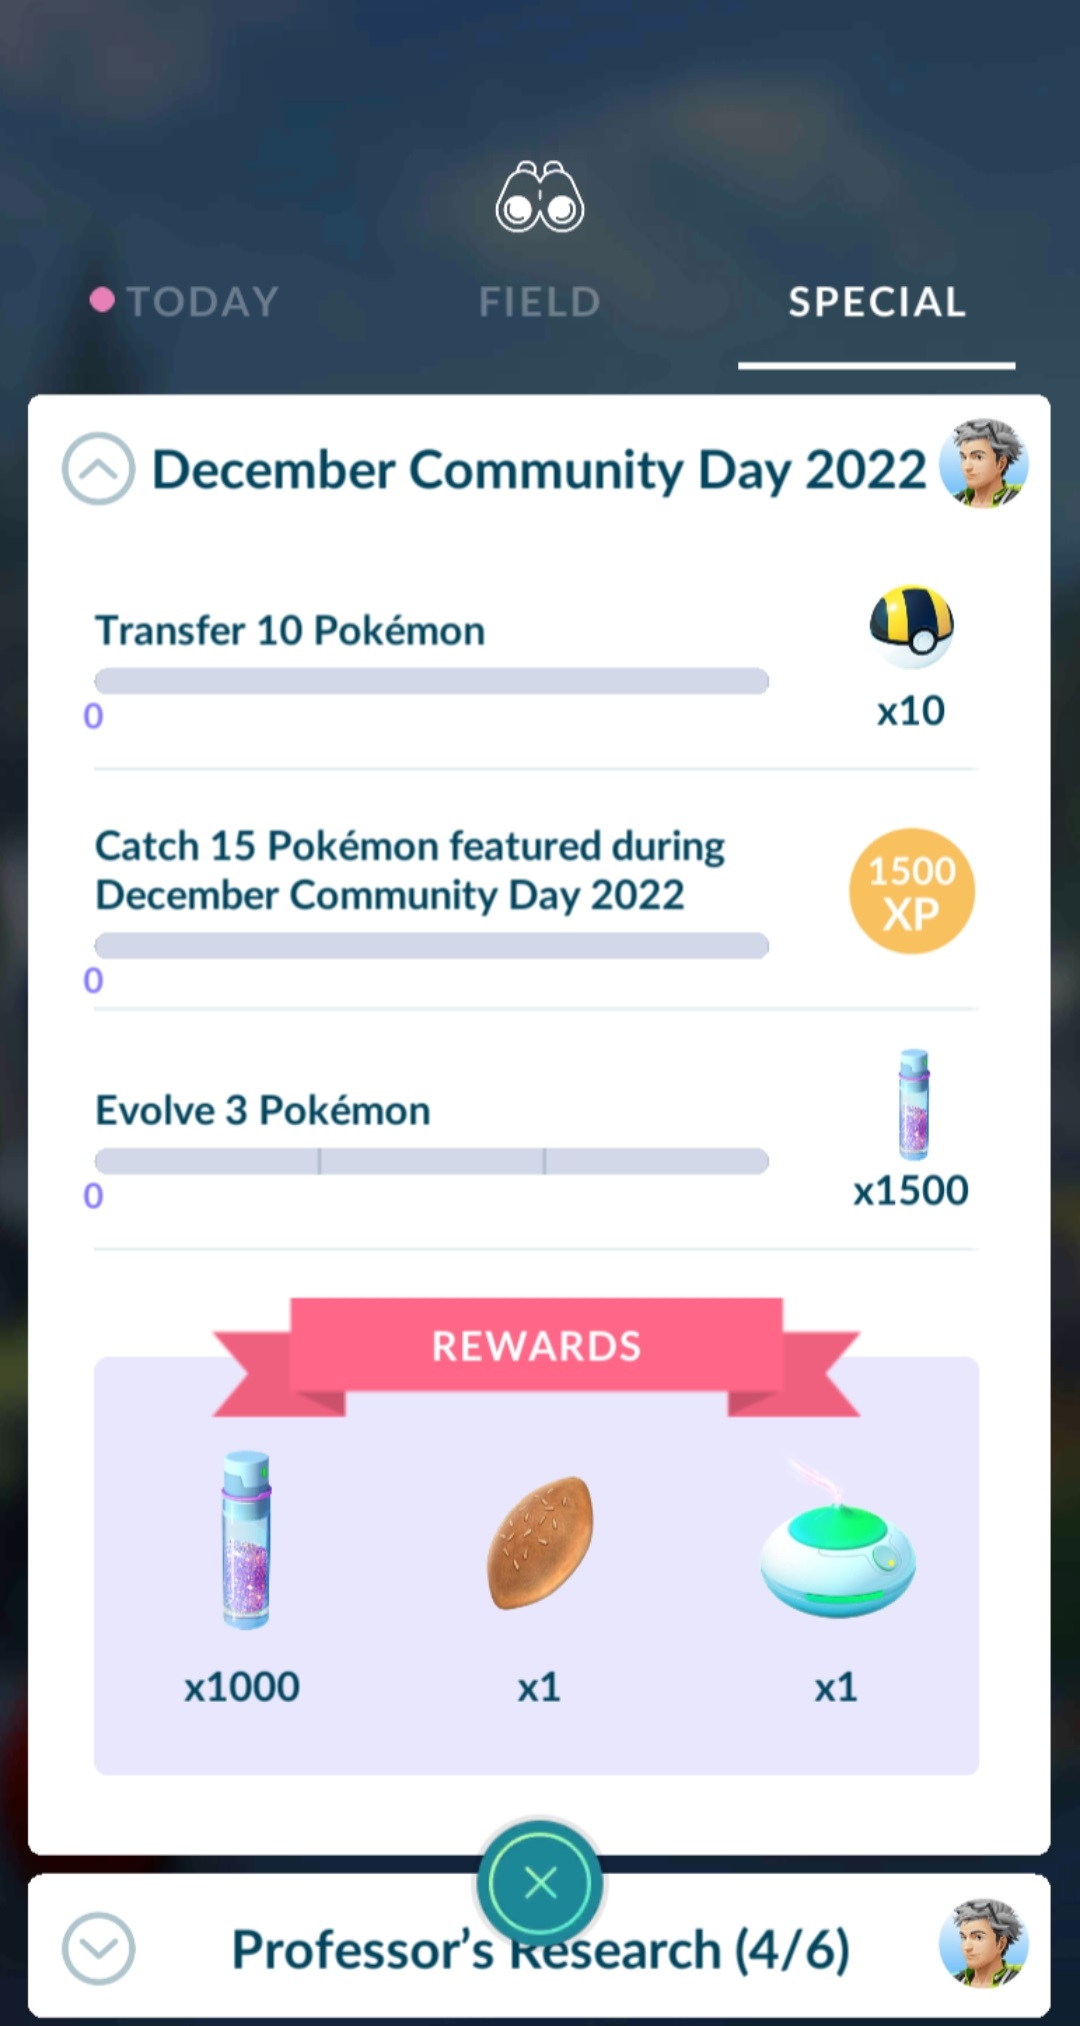 TODAY
FIELD
SPECIAL
December Community Day 2022
Transfer 10 Pokémon
0
x10
Catch 15 Pokémon featured during
December Community Day 2022
0
1500
XP
Evolve 3 Pokémon
0
x1500
REWARDS
x1000
x1
x1
Professor's Research (4/6)